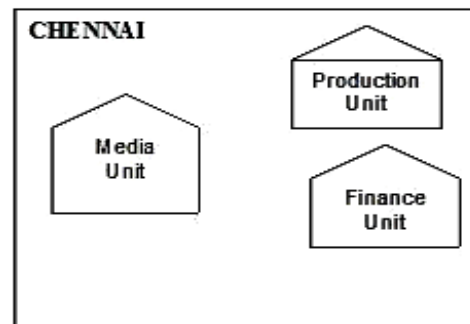 CHENNAI
Production
Unit
Media
Unit
Finance
Unit